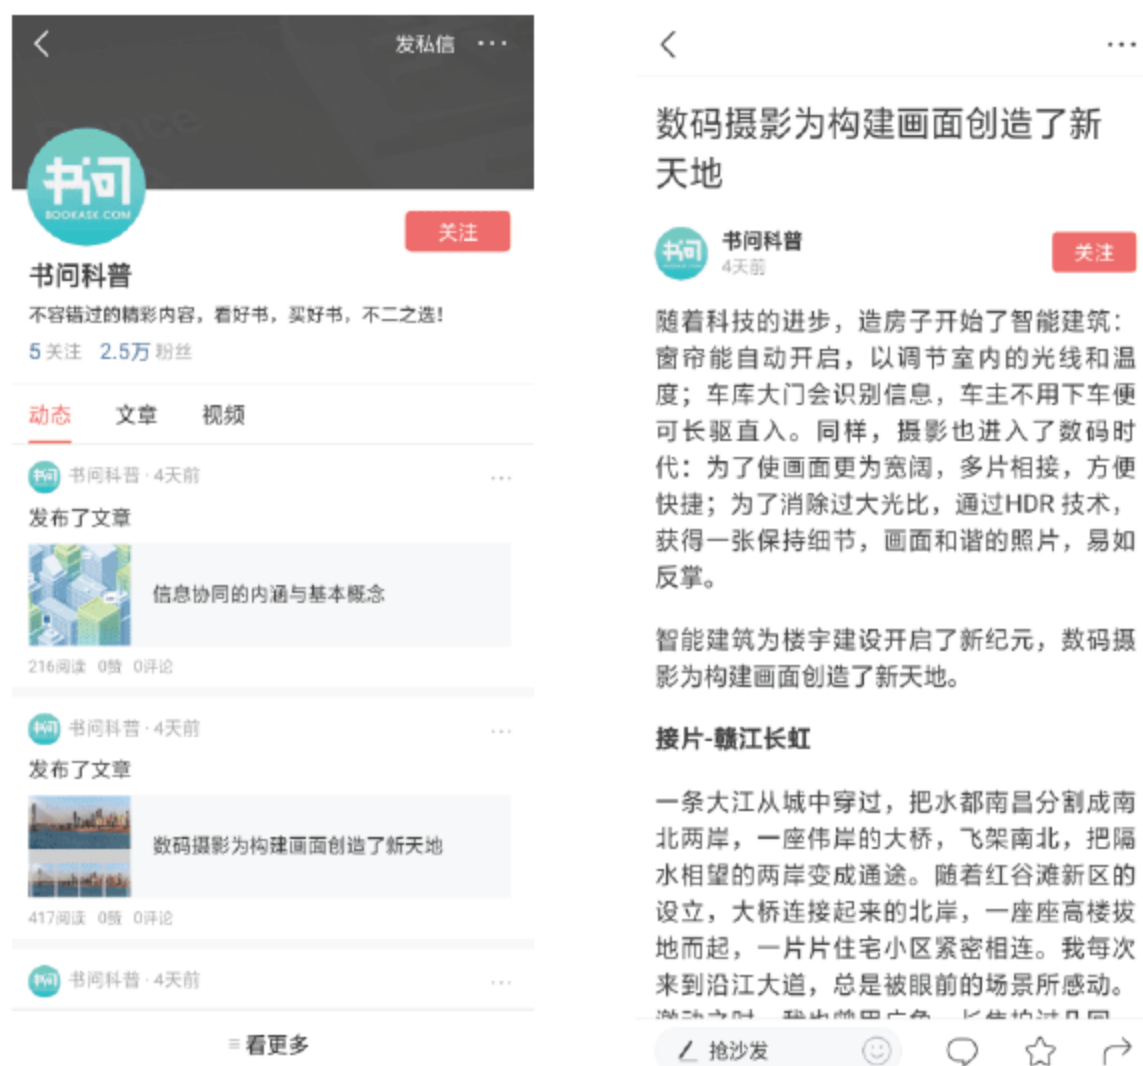 发私信
书问
BOOKASK.COM
关注
书问科普
不容错过的精彩内容，看好书，买好书，不二之选！
5 关注 2.5万 粉丝
动态 文章 视频
书问 书问科普 · 4天前
发布了文章
信息协同的内涵与基本概念
216阅读 0赞 0评论
书问 书问科普 · 4天前
发布了文章
数码摄影为构建画面创造了新天地
417阅读 0赞 0评论
书问 书问科普 · 4天前
看更多
数码摄影为构建画面创造了新
天地
书问 书问科普
4天前
关注
随着科技的进步，造房子开始了智能建筑：
窗帘能自动开启，以调节室内的光线和温
度；车库大门会识别信息，车主不用下车便
可长驱直入。同样，摄影也进入了数码时
代：为了使画面更为宽阔，多片相接，方便
快捷；为了消除过大光比，通过HDR 技术，
获得一张保持细节，画面和谐的照片，易如
反掌。
智能建筑为楼宇建设开启了新纪元，数码摄
影为构建画面创造了新天地。
接片-赣江长虹
一条大江从城中穿过，把水都南昌分割成南
北两岸，一座伟岸的大桥，飞架南北，把隔
水相望的两岸变成通途。随着红谷滩新区的
设立，大桥连接起来的北岸，一座座高楼拔
地而起，一片片住宅小区紧密相连。我每次
来到沿江大道，总是被眼前的场景所感动。
抢沙发